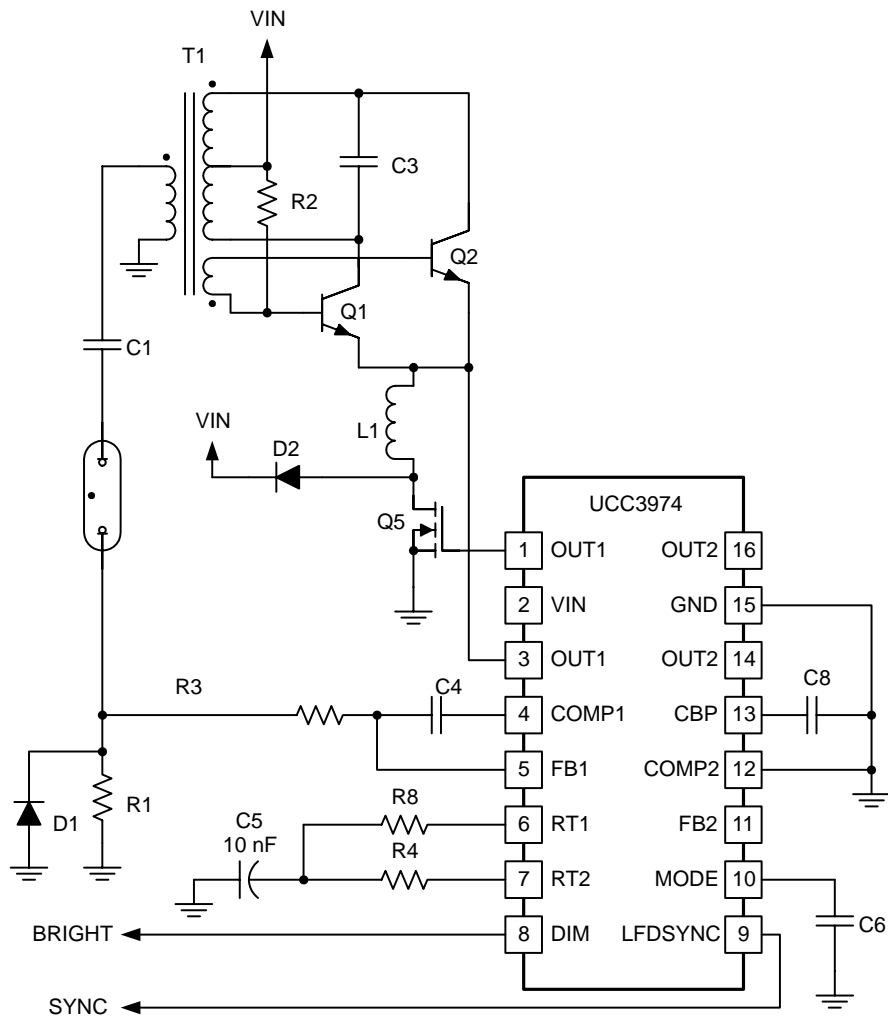 VIN
T1
C3
R2
Q2
Q1
C1
VIN
L1
D2
UCC3974
Q5
1 OUT1 OUT2 16
2 VIN GND 15
3 OUT1 OUT2 14
R3
C4
C8
4 COMP1 CBP 13
5 FB1 COMP2 12
D1
R1
C5
10 nF
R8
6 RT1 FB2 11
R4
7 RT2 MODE 10
C6
BRIGHT
8 DIM LFDSYNC 9
SYNC